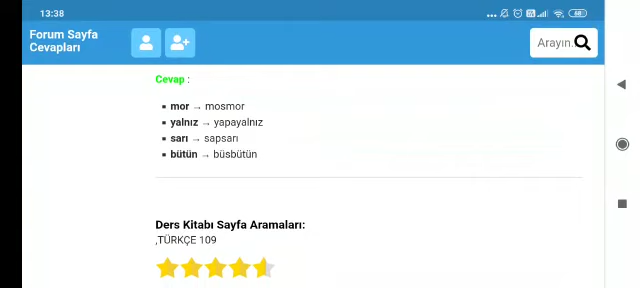 13:38
Forum Sayfa
Cevapları
Arayın.
Cevap :
mor → mosmor
yalnız → yapayalnız
sarı → sapsarı
bütün → büsbütün
Ders Kitabı Sayfa Aramaları:
,TÜRKÇE 109